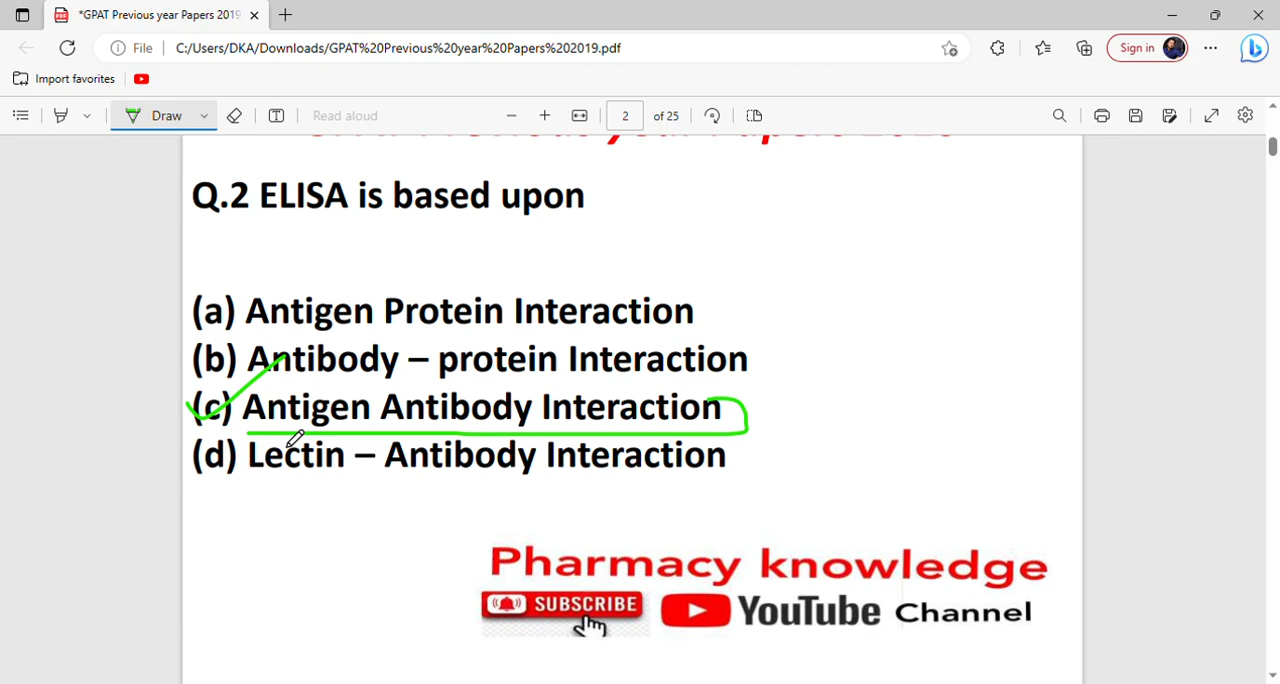 *GPAT Previous year Papers 2019
File C:/Users/DKA/Downloads/GPAT%20Previous%20year%20Papers%202019.pdf Sign in
Import favorites
Draw Read aloud 2 of 25
Q.2 ELISA is based upon
(a) Antigen Protein Interaction
(b) Antibody – protein Interaction
(c) Antigen Antibody Interaction
(d) Lectin – Antibody Interaction
Pharmacy knowledge
SUBSCRIBE YouTube Channel